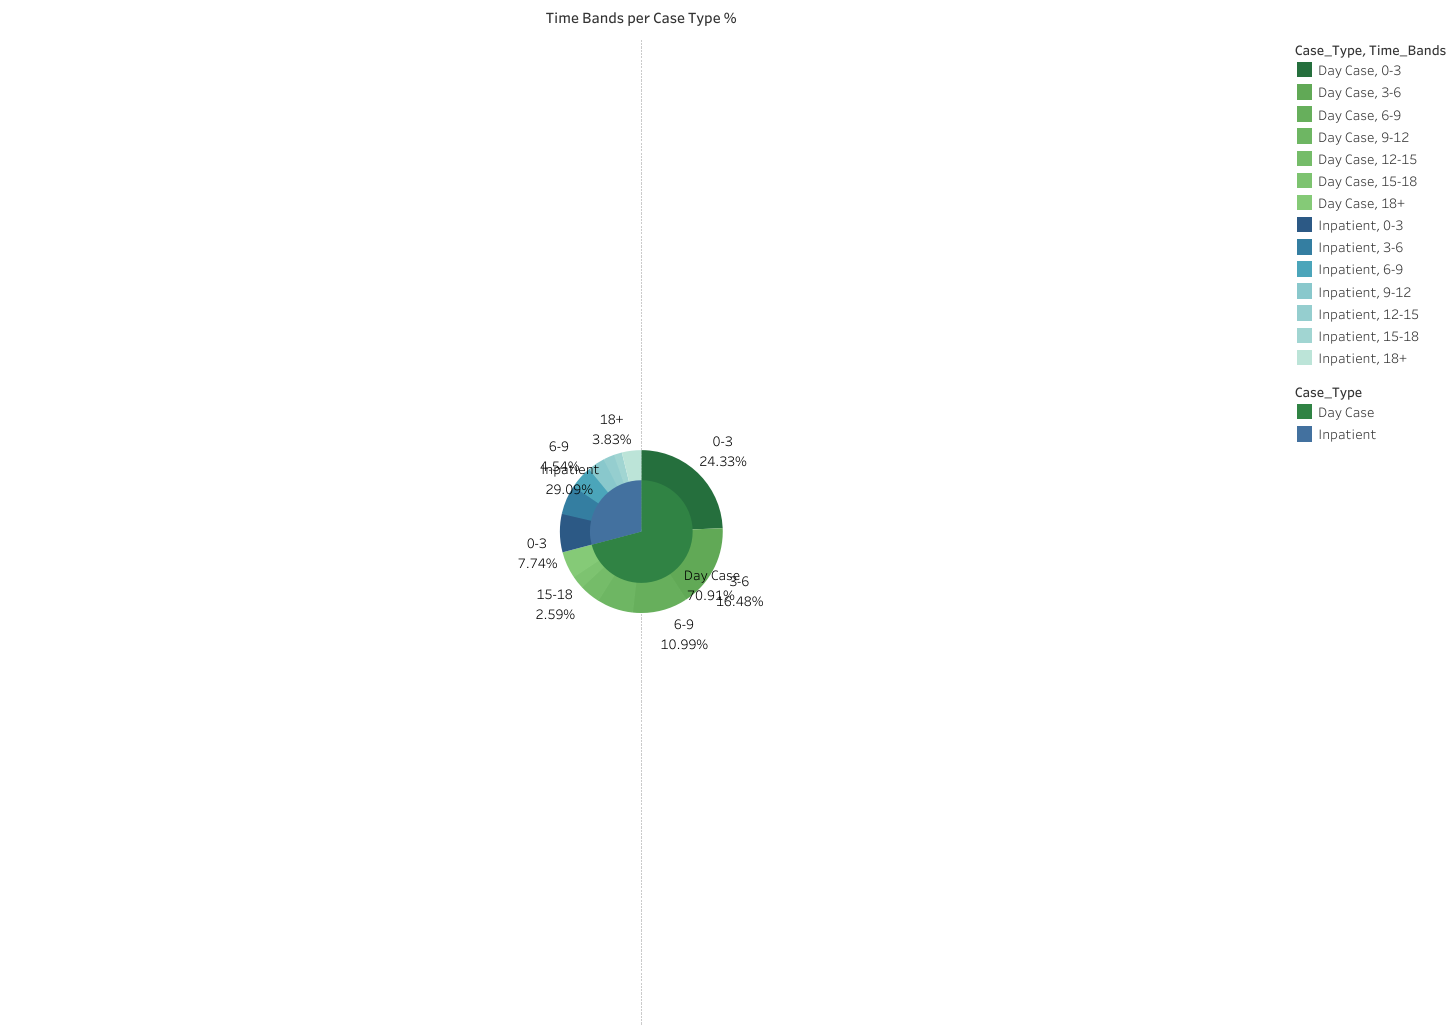 Time Bands per Case Type %
18+
3.83%
0-3
24.33%
6-9
4.54%
Inpatient
29.09%
0-3
7.74%
Day Case
70.91%
3-6
16.48%
15-18
2.59%
6-9
10.99%
Case_Type, Time_Bands
Day Case, 0-3
Day Case, 3-6
Day Case, 6-9
Day Case, 9-12
Day Case, 12-15
Day Case, 15-18
Day Case, 18+
Inpatient, 0-3
Inpatient, 3-6
Inpatient, 6-9
Inpatient, 9-12
Inpatient, 12-15
Inpatient, 15-18
Inpatient, 18+
Case_Type
Day Case
Inpatient